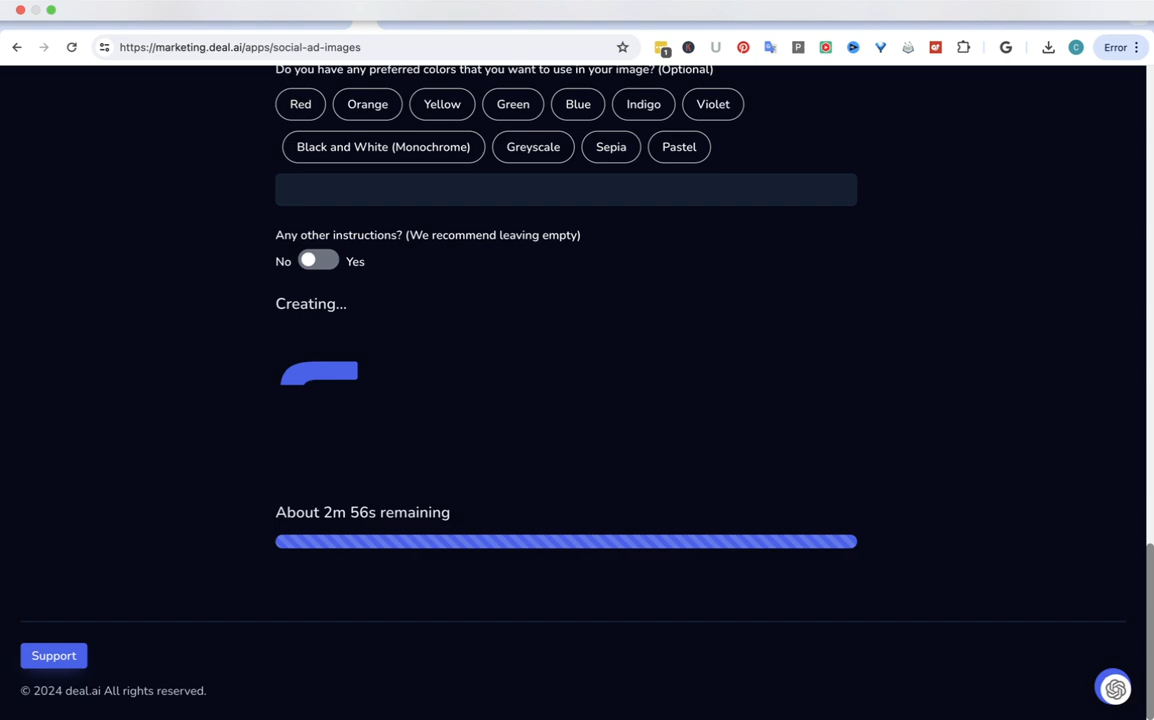 https://marketing.deal.ai/apps/social-ad-images
1
G
C
Error
Do you have any preferred colors that you want to use in your image? (Optional)
Red Orange Yellow Green Blue Indigo Violet
Black and White (Monochrome) Greyscale Sepia Pastel
Any other instructions? (We recommend leaving empty)
No Yes
Creating...
About 2m 56s remaining
Support
© 2024 deal.ai All rights reserved.